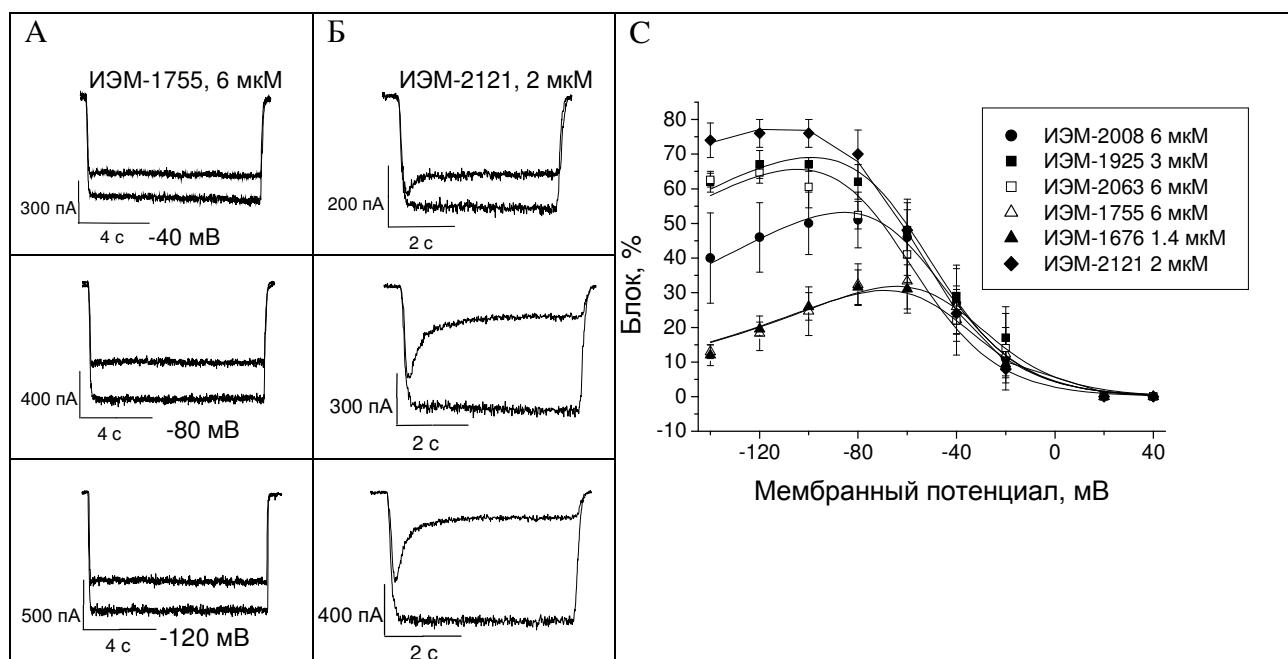 А
ИЭМ-1755, 6 мкМ
300 пА
4 с
-40 мВ
400 пА
4 с
-80 мВ
500 пА
4 с
-120 мВ
Б
ИЭМ-2121, 2 мкМ
200 пА
2 с
300 пА
2 с
400 пА
2 с
С
80
70
60
50
40
30
20
10
0
-10
Блок, %
-120
-80
-40
0
40
Мембранный потенциал, мВ
ИЭМ-2008 6 мкМ
ИЭМ-1925 3 мкМ
ИЭМ-2063 6 мкМ
ИЭМ-1755 6 мкМ
ИЭМ-1676 1.4 мкМ
ИЭМ-2121 2 мкМ